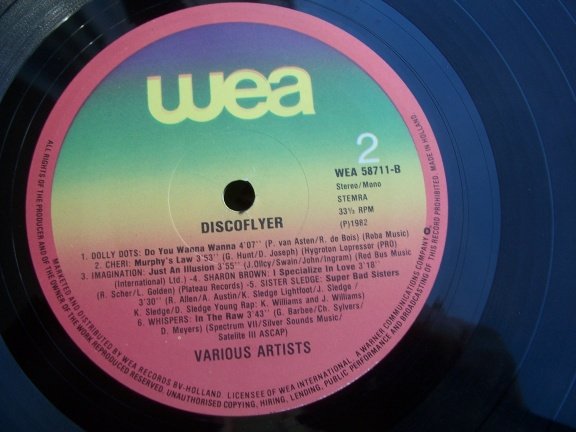 wea
2
WEA 58711-B
Stereo/Mono
STEMRA
33⅓ RPM
(P)1982
DISCOFLYER
1. DOLLY DOTS: Do You Wanna Wanna 4'07'' (P. van Asten/R. de Bois) (Roba Music)
2. CHERI: Murphy's Law 3'53'' (G. Hunt/D. Joseph) (Hygroton Lopressor (PRO)
3. IMAGINATION: Just An Illusion 3'55'' (J.Olfcy/Swain/John/Ingram) (Red Bus Music
(International) Ltd.) -4. SHARON BROWN: I Specialize In Love 3'18''
R. Scher/L. Golden) (Plateau Records) -5. SISTER SLEDGE: Super Bad Sisters
3'30'' (R. Allen/A. Austin/K. Sledge Lightfoot/J. Sledge /
K. Sledge/D. Sledge Young Rap: K. Williams and J. Williams)
6. WHISPERS: In The Raw 3'43'' (G. Barbee/Ch. Sylvers/
D. Meyers) (Spectrum VII/Silver Sounds Music/
Satelite III ASCAP)
VARIOUS ARTISTS
ALL RIGHTS OF THE PRODUCER AND OF THE OWNER OF THE WORK REPRODUCED RESERVED. UNAUTHORISED COPYING, HIRING, LENDING, PUBLIC PERFORMANCE AND BROADCASTING OF THIS RECORD PROHIBITED MADE IN HOLLAND.
MARKETED AND DISTRIBUTED BY WEA RECORDS BV-HOLLAND LICENSEE OF WEA INTERNATIONAL. A WARNER COMMUNICATIONS COMPANY